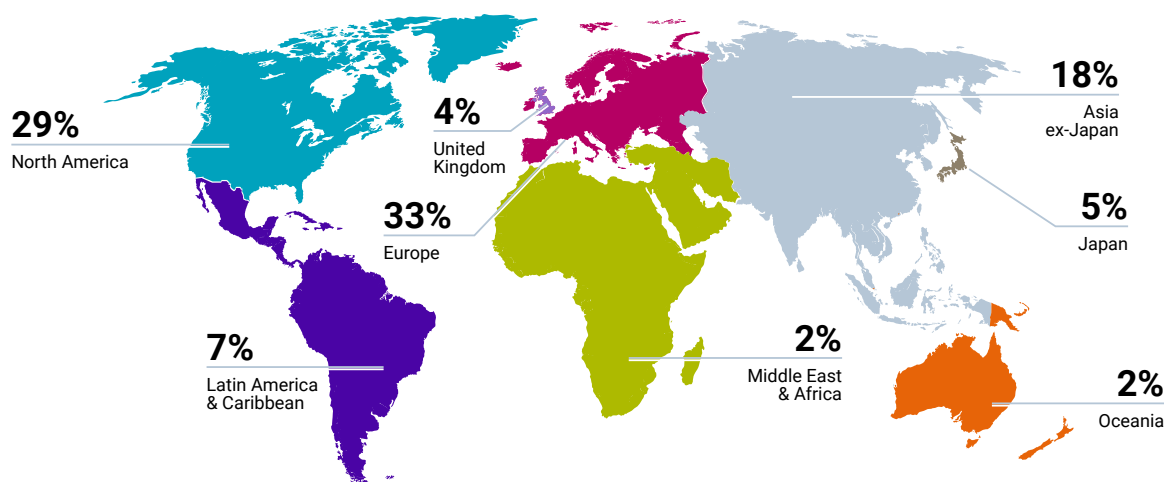 29%
North America
4%
United
Kingdom
33%
Europe
18%
Asia
ex-Japan
5%
Japan
7%
Latin America
& Caribbean
2%
Middle East
& Africa
2%
Oceania